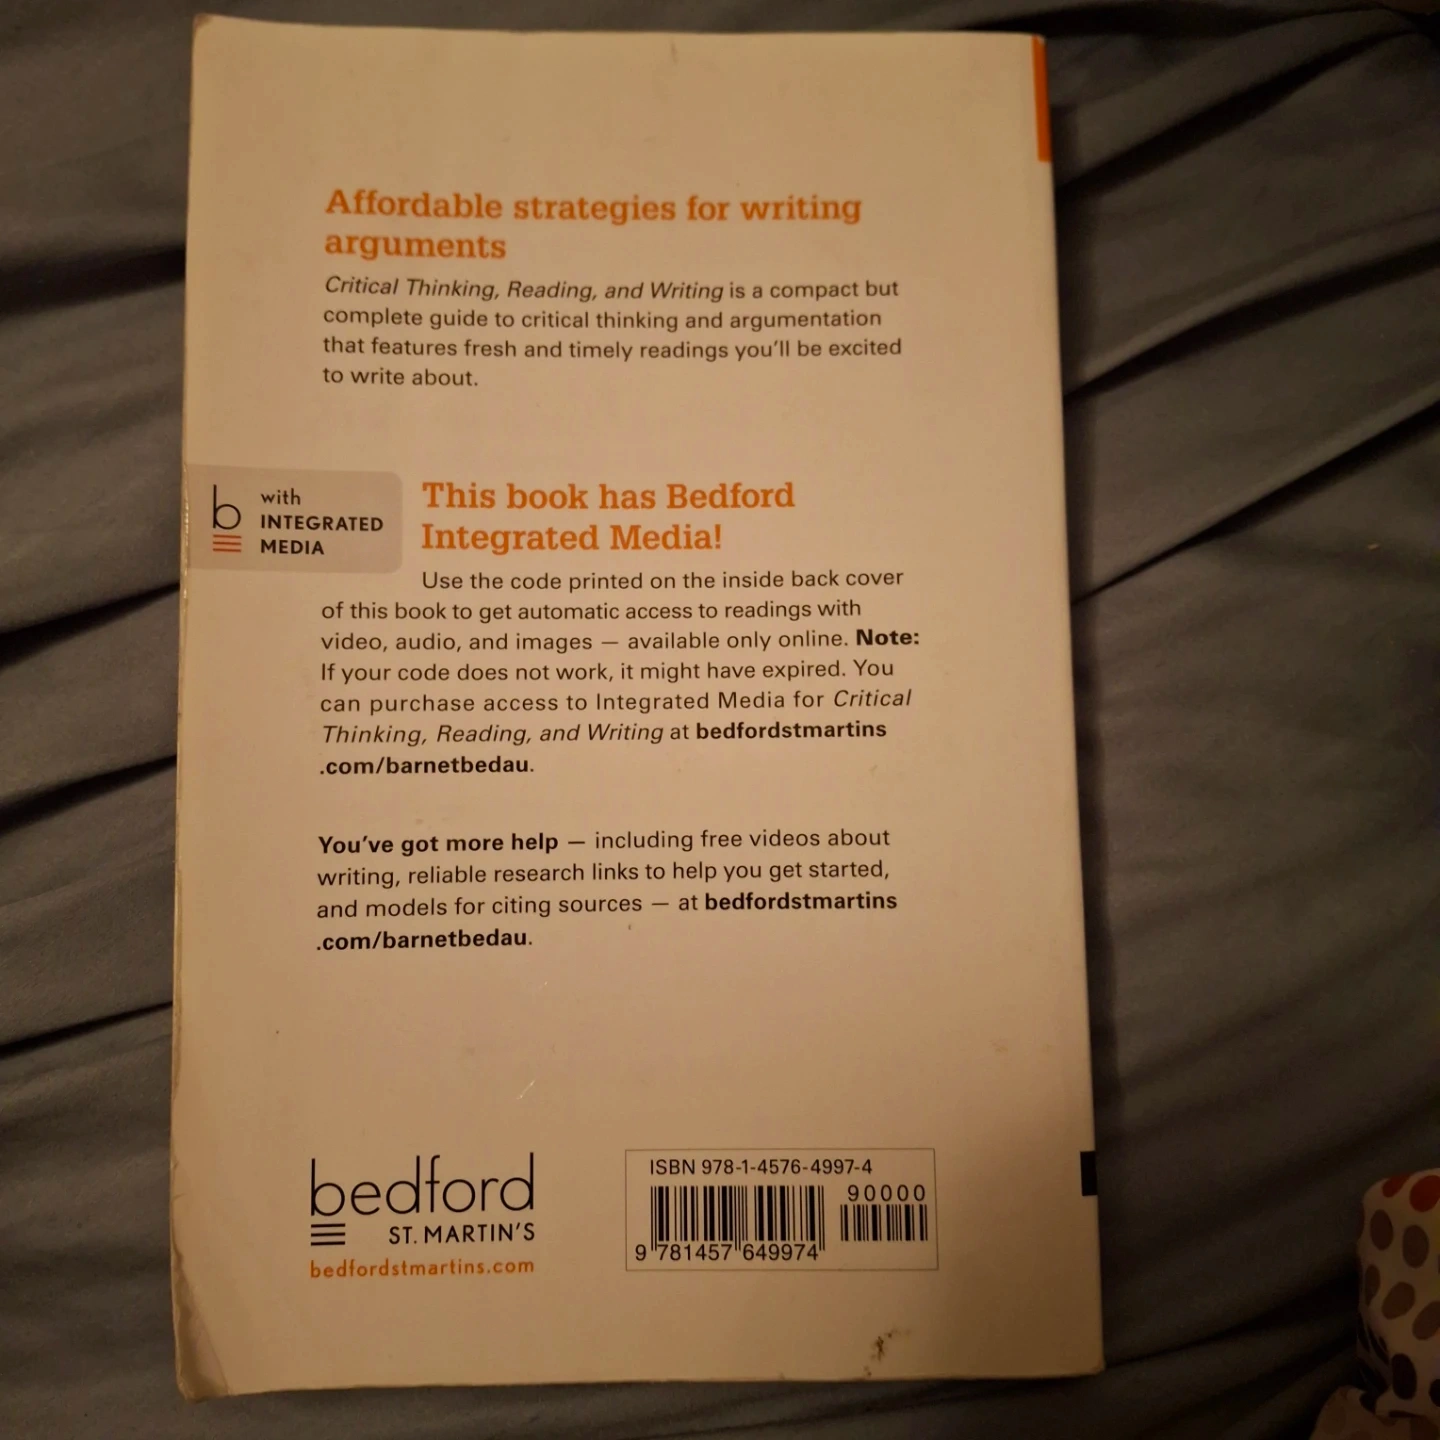 Affordable strategies for writing
arguments
Critical Thinking, Reading, and Writing is a compact but
complete guide to critical thinking and argumentation
that features fresh and timely readings you'll be excited
to write about.
b with
INTEGRATED
MEDIA
This book has Bedford
Integrated Media!
Use the code printed on the inside back cover
of this book to get automatic access to readings with
video, audio, and images — available only online. Note:
If your code does not work, it might have expired. You
can purchase access to Integrated Media for Critical
Thinking, Reading, and Writing at bedfordstmartins
.com/barnetbedau.
You've got more help — including free videos about
writing, reliable research links to help you get started,
and models for citing sources — at bedfordstmartins
.com/barnetbedau.
bedford
ST. MARTIN'S
bedfordstmartins.com
ISBN 978-1-4576-4997-4
90000
9 781457 649974